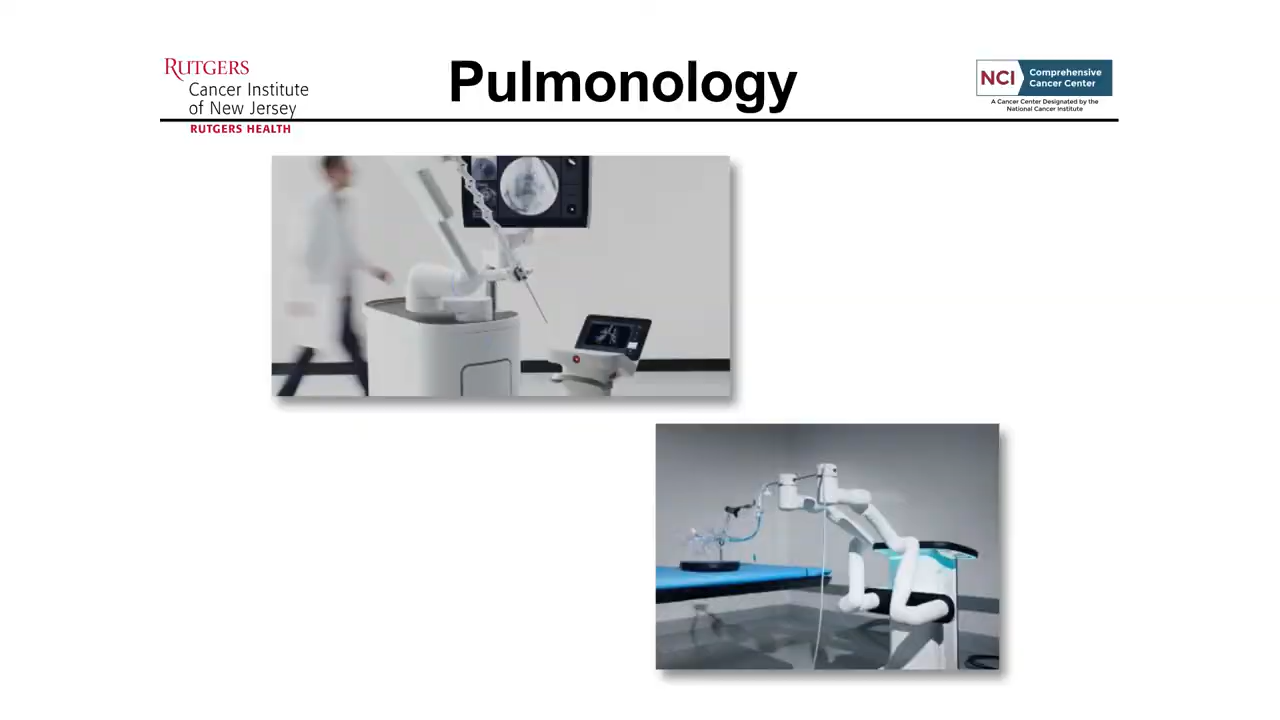 RUTGERS
Cancer Institute
of New Jersey
RUTGERS HEALTH
Pulmonology
NCI
Comprehensive
Cancer Center
A Cancer Center Designated by the
National Cancer Institute